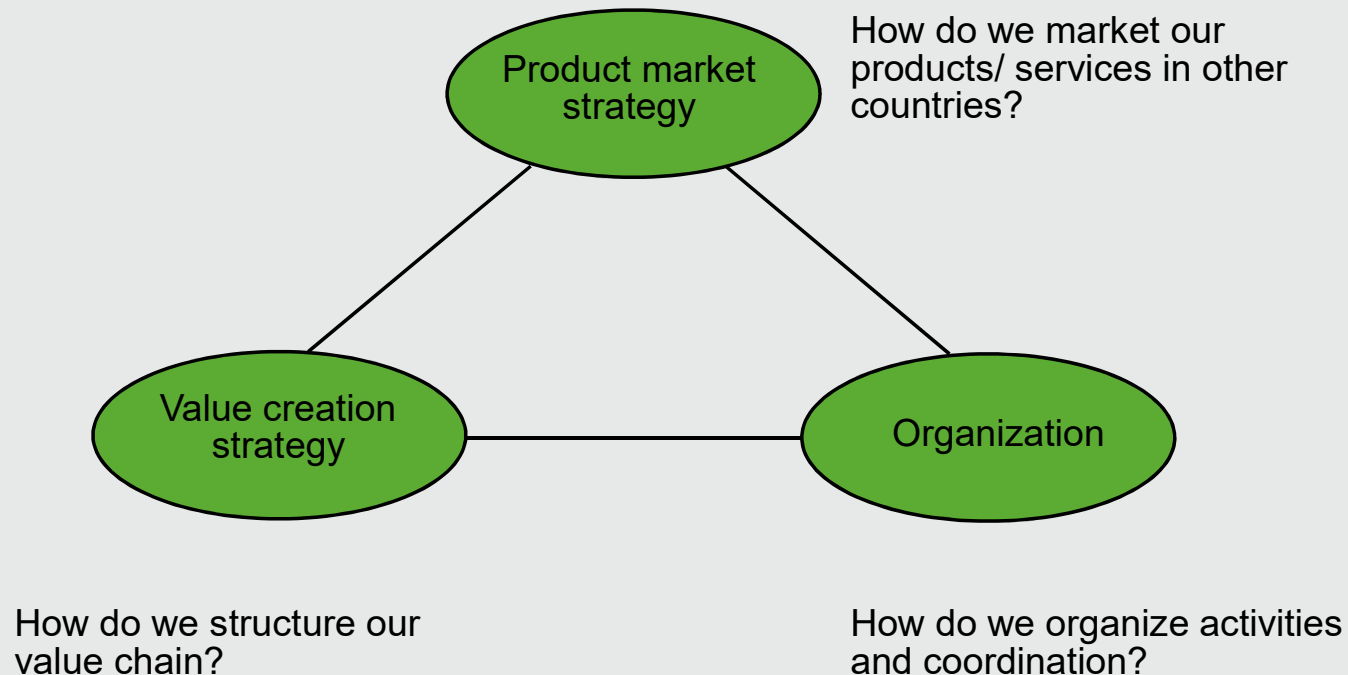 Product market
strategy
How do we market our
products/ services in other
countries?
Value creation
strategy
Organization
How do we structure our
value chain?
How do we organize activities
and coordination?